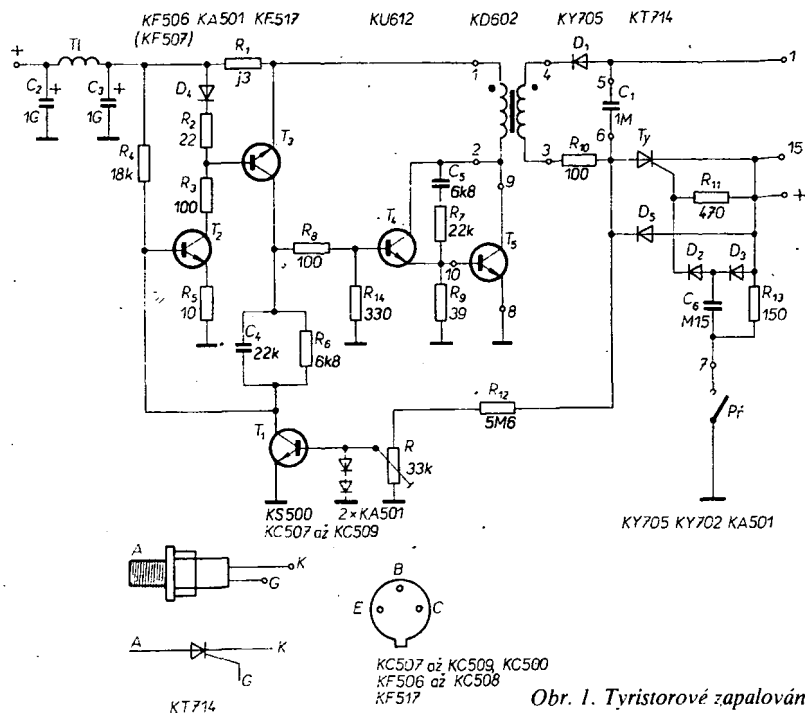 KF506 KA501 KF517 KU612 KD602 KY705 KT714
(KF507)
Tl
R1
j3
D1
1
+
C2 +
1G
C3 +
1G
D4
R2
22
T3
1
4
5
C1
1M
6
R4
18k
R3
100
2
C5
6k8
9
3
R10
100
Ty
15
R11
470
+
T2
R8
100
T4
R7
22k
T5
D5
10
D2
D3
R5
10
R14
330
R9
39
8
C6
M15
R13
150
C4
22k
R6
6k8
7
R12
5M6
Př
T1
R
33k
KS500 2×KA501
KC507 až KC509
KY705 KY702 KA501
A
K
G
B
E
C
A
K
G
KC507 až KC509, KC500
KF506 až KC508
KF517
KT714
Obr. 1. Tyristorové zapalován